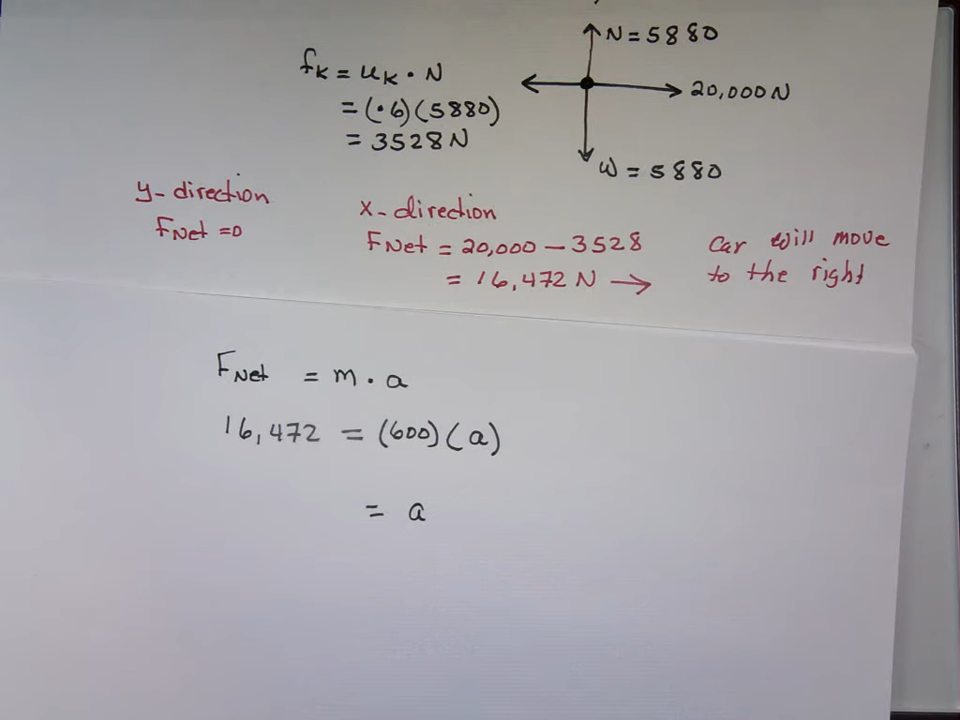 N = 5880
fK = uK · N
= (.6)(5880)
= 3528 N
20,000 N
W = 5880
y-direction
FNet = 0
x-direction
FNet = 20,000 - 3528
= 16,472 N →
Car will move
to the right
FNet = m · a
16,472 = (600)(a)
= a